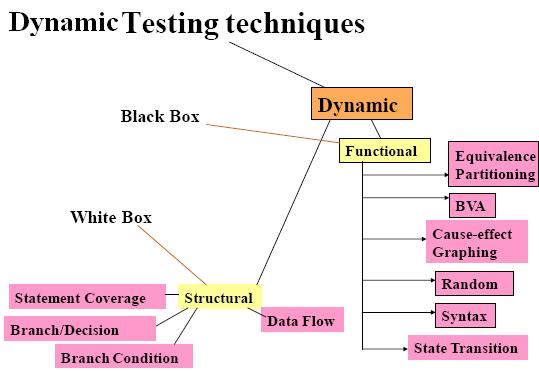 Dynamic Testing techniques
Dynamic
Black Box
Functional
Equivalence
Partitioning
BVA
White Box
Cause-effect
Graphing
Random
Statement Coverage
Structural
Syntax
Branch/Decision
Data Flow
Branch Condition
State Transition